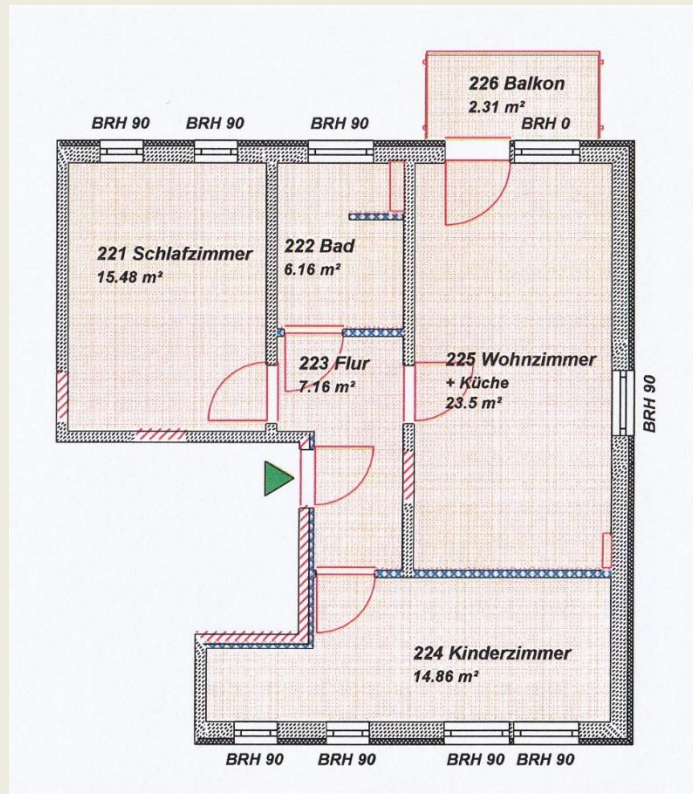 226 Balkon
2.31 m²
BRH 90 BRH 90 BRH 90 BRH 0
221 Schlafzimmer
15.48 m²
222 Bad
6.16 m²
223 Flur
7.16 m²
225 Wohnzimmer
+ Küche
23.5 m²
BRH 90
224 Kinderzimmer
14.86 m²
BRH 90 BRH 90 BRH 90 BRH 90